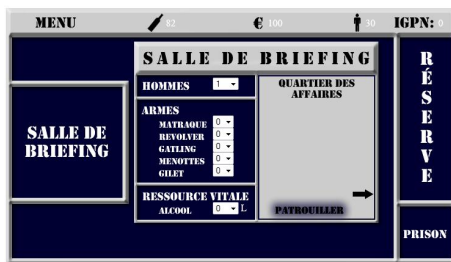 MENU 82 € 100 30 IGPN: 0
SALLE DE BRIEFING
HOMMES 1
ARMES
MATRAQUE 0
REVOLVER 0
GATLING 0
MENOTTES 0
GILET 0
RESSOURCE VITALE
ALCOOL 0 L
QUARTIER DES
AFFAIRES
PATROUILLER
SALLE DE
BRIEFING
RÉSERVE
PRISON